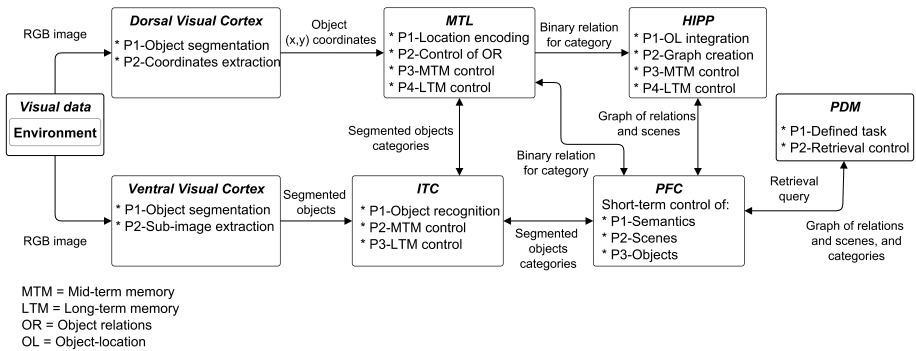 RGB image
Dorsal Visual Cortex
* P1-Object segmentation
* P2-Coordinates extraction
Object
(x,y) coordinates
MTL
* P1-Location encoding
* P2-Control of OR
* P3-MTM control
* P4-LTM control
Binary relation
for category
HIPP
* P1-OL integration
* P2-Graph creation
* P3-MTM control
* P4-LTM control
Visual data
Environment
Segmented objects
categories
Binary relation
for category
Graph of relations
and scenes
PDM
* P1-Defined task
* P2-Retrieval control
RGB image
Ventral Visual Cortex
* P1-Object segmentation
* P2-Sub-image extraction
Segmented
objects
ITC
* P1-Object recognition
* P2-MTM control
* P3-LTM control
Segmented
objects
categories
PFC
Short-term control of:
* P1-Semantics
* P2-Scenes
* P3-Objects
Retrieval
query
Graph of relations
and scenes, and
categories
MTM = Mid-term memory
LTM = Long-term memory
OR = Object relations
OL = Object-location